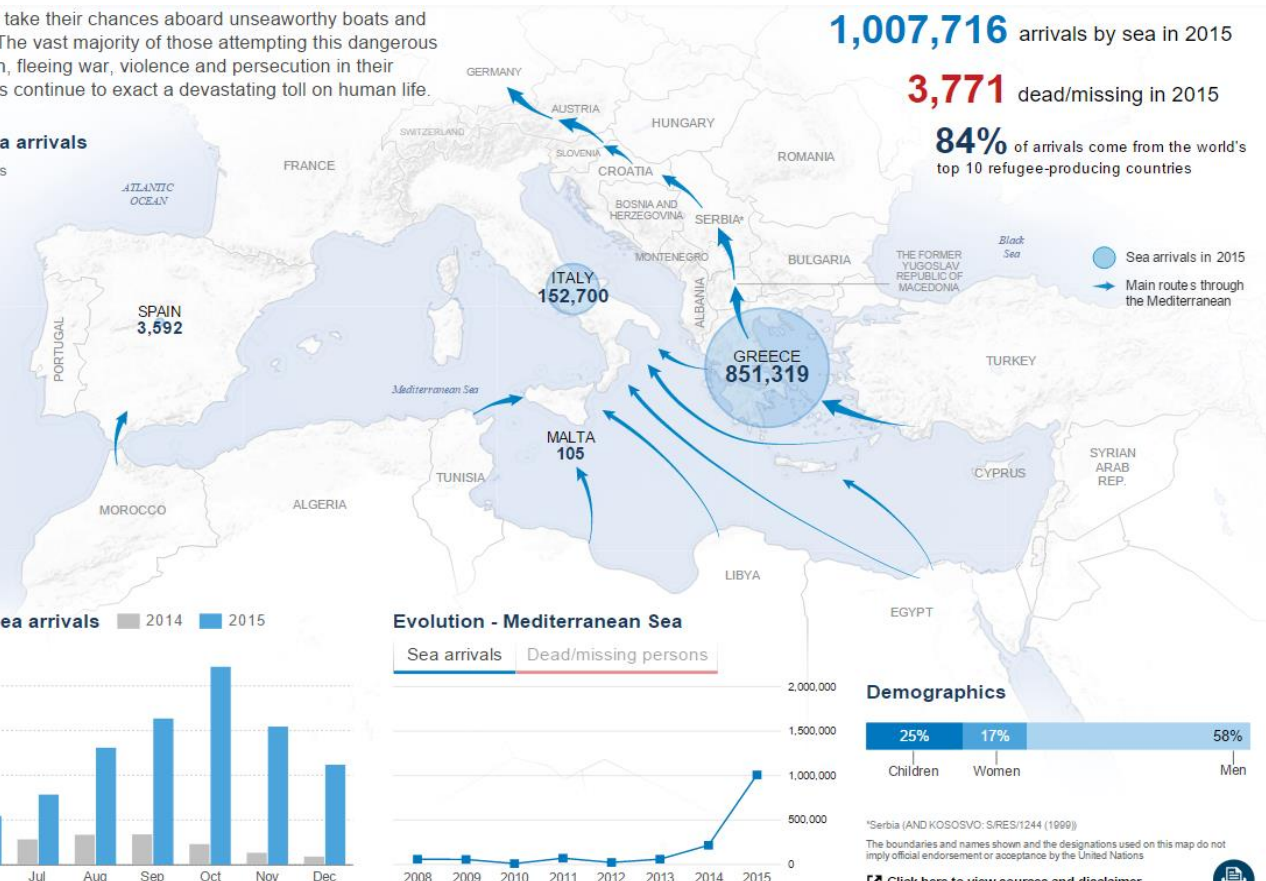 take their chances aboard unseaworthy boats and
The vast majority of those attempting this dangerous
n, fleeing war, violence and persecution in their
s continue to exact a devastating toll on human life.
1,007,716 arrivals by sea in 2015
3,771 dead/missing in 2015
84% of arrivals come from the world's
top 10 refugee-producing countries
a arrivals
s
GERMANY
AUSTRIA
HUNGARY
SWITZERLAND
SLOVENIA
ROMANIA
FRANCE
CROATIA
ATLANTIC
OCEAN
BOSNIA AND
HERZEGOVINA
SERBIA*
Black
Sea
MONTENEGRO
BULGARIA
THE FORMER
YUGOSLAV
REPUBLIC OF
MACEDONIA
Sea arrivals in 2015
Main routes through
the Mediterranean
ITALY
152,700
ALBANIA
SPAIN
3,592
PORTUGAL
GREECE
851,319
TURKEY
Mediterranean Sea
MALTA
105
TUNISIA
CYPRUS
SYRIAN
ARAB
REP.
MOROCCO
ALGERIA
LIBYA
EGYPT
ea arrivals 2014 2015
Jul Aug Sep Oct Nov Dec
Evolution - Mediterranean Sea
Sea arrivals Dead/missing persons
2,000,000
1,500,000
1,000,000
500,000
0
2008 2009 2010 2011 2012 2013 2014 2015
Demographics
25% 17% 58%
Children Women Men
*Serbia (AND KOSOSVO: S/RES/1244 (1999))
The boundaries and names shown and the designations used on this map do not
imply official endorsement or acceptance by the United Nations
Click here to view sources and disclaimer